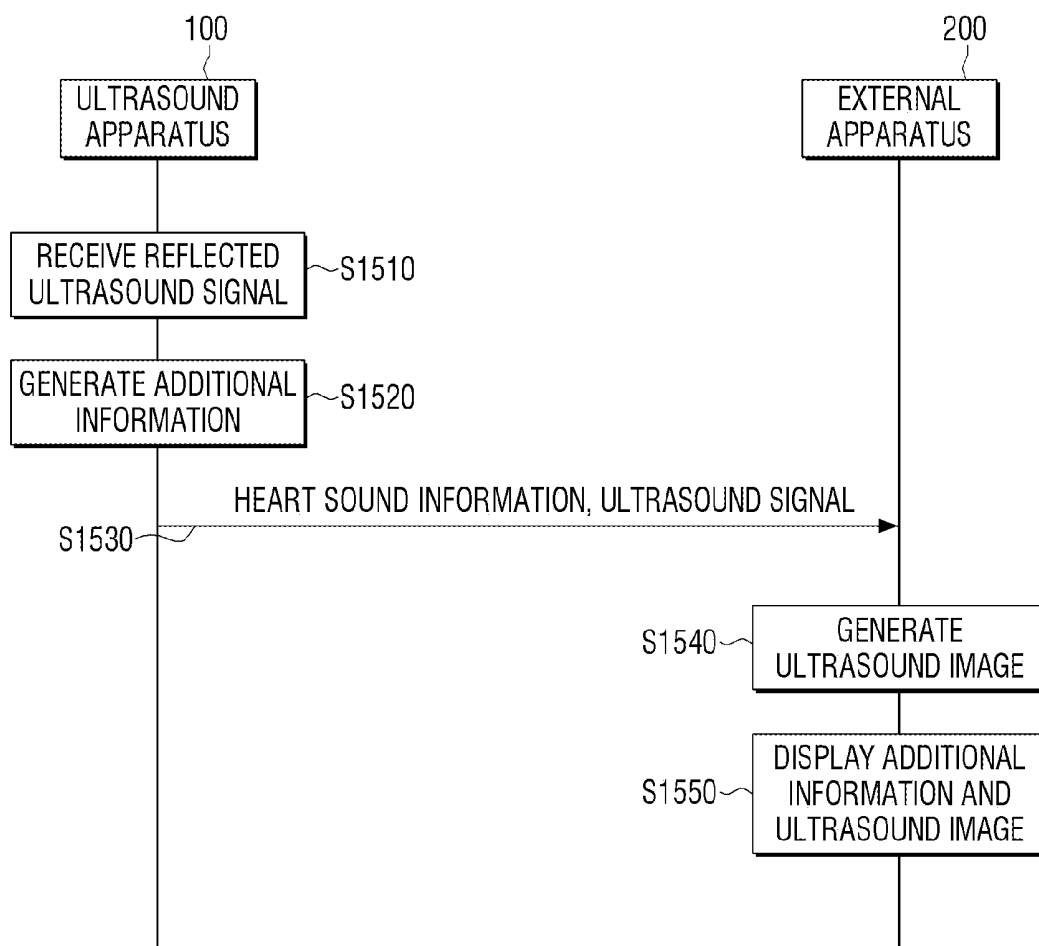 100
200
ULTRASOUND
APPARATUS
EXTERNAL
APPARATUS
RECEIVE REFLECTED
ULTRASOUND SIGNAL
S1510
GENERATE ADDITIONAL
INFORMATION
S1520
HEART SOUND INFORMATION, ULTRASOUND SIGNAL
S1530
S1540
GENERATE
ULTRASOUND IMAGE
S1550
DISPLAY ADDITIONAL
INFORMATION AND
ULTRASOUND IMAGE